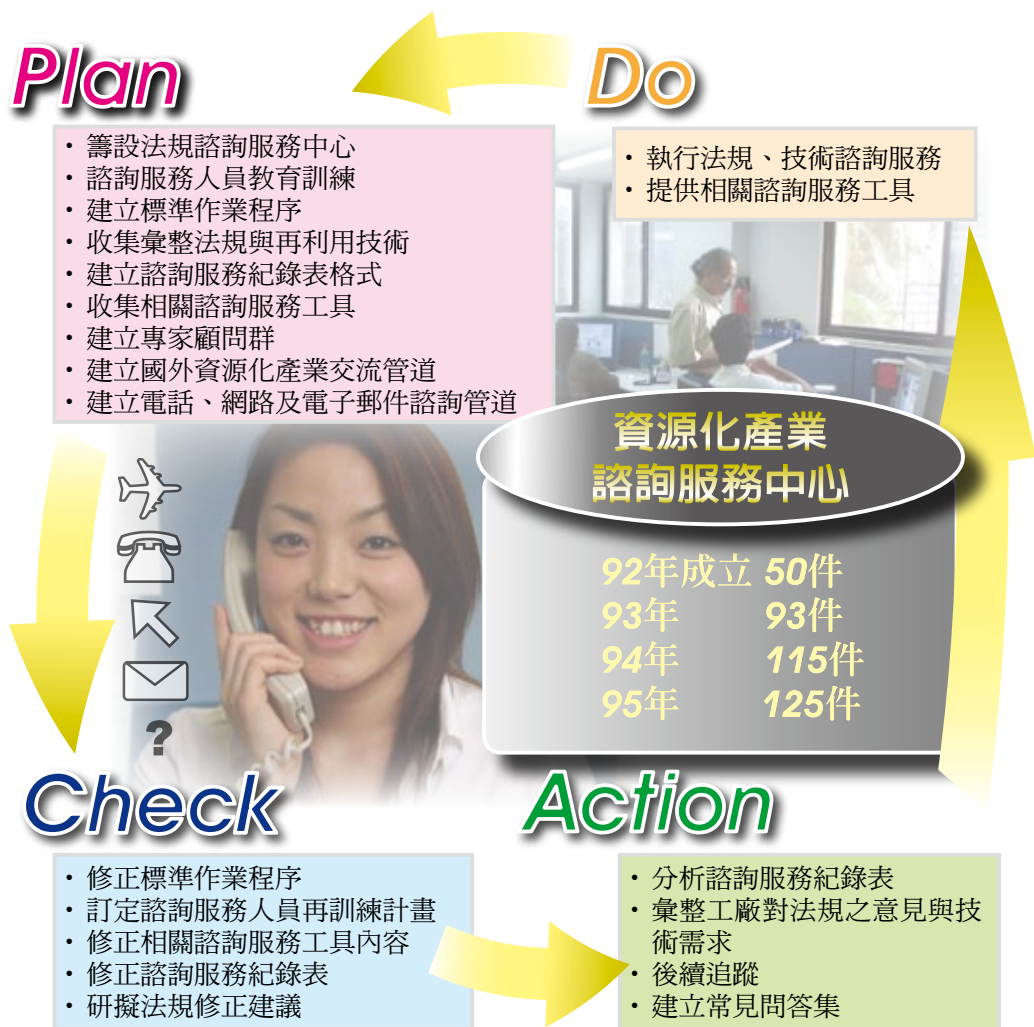 Plan
・籌設法規諮詢服務中心
・諮詢服務人員教育訓練
・建立標準作業程序
・收集彙整法規與再利用技術
・建立諮詢服務紀錄表格式
・收集相關諮詢服務工具
・建立專家顧問群
・建立國外資源化產業交流管道
・建立電話、網路及電子郵件諮詢管道
Do
・執行法規、技術諮詢服務
・提供相關諮詢服務工具
資源化產業
諮詢服務中心
92年成立 50件
93年 93件
94年 115件
95年 125件
?
Check
・修正標準作業程序
・訂定諮詢服務人員再訓練計畫
・修正相關諮詢服務工具內容
・修正諮詢服務紀錄表
・研擬法規修正建議
Action
・分析諮詢服務紀錄表
・彙整工廠對法規之意見與技
術需求
・後續追蹤
・建立常見問答集